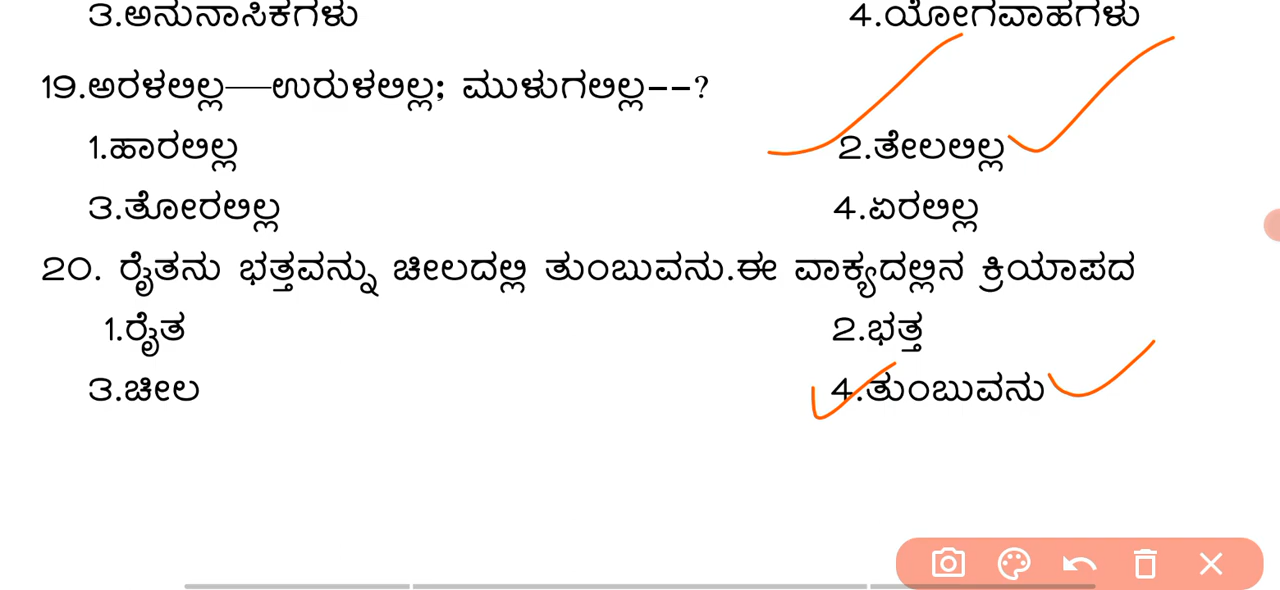 3.ಅನುನಾಸಿಕಗಳು 4.ಯೋಗವಾಹಗಳು
19.ಅರಳಲಿಲ್ಲ—ಉರುಳಲಿಲ್ಲ; ಮುಳುಗಲಿಲ್ಲ--?
1.ಹಾರಲಿಲ್ಲ 2.ತೇಲಲಿಲ್ಲ
3.ತೋರಲಿಲ್ಲ 4.ಏರಲಿಲ್ಲ
20. ರೈತನು ಭತ್ತವನ್ನು ಚೀಲದಲ್ಲಿ ತುಂಬುವನು.ಈ ವಾಕ್ಯದಲ್ಲಿನ ಕ್ರಿಯಾಪದ
1.ರೈತ 2.ಭತ್ತ
3.ಚೀಲ 4.ತುಂಬುವನು